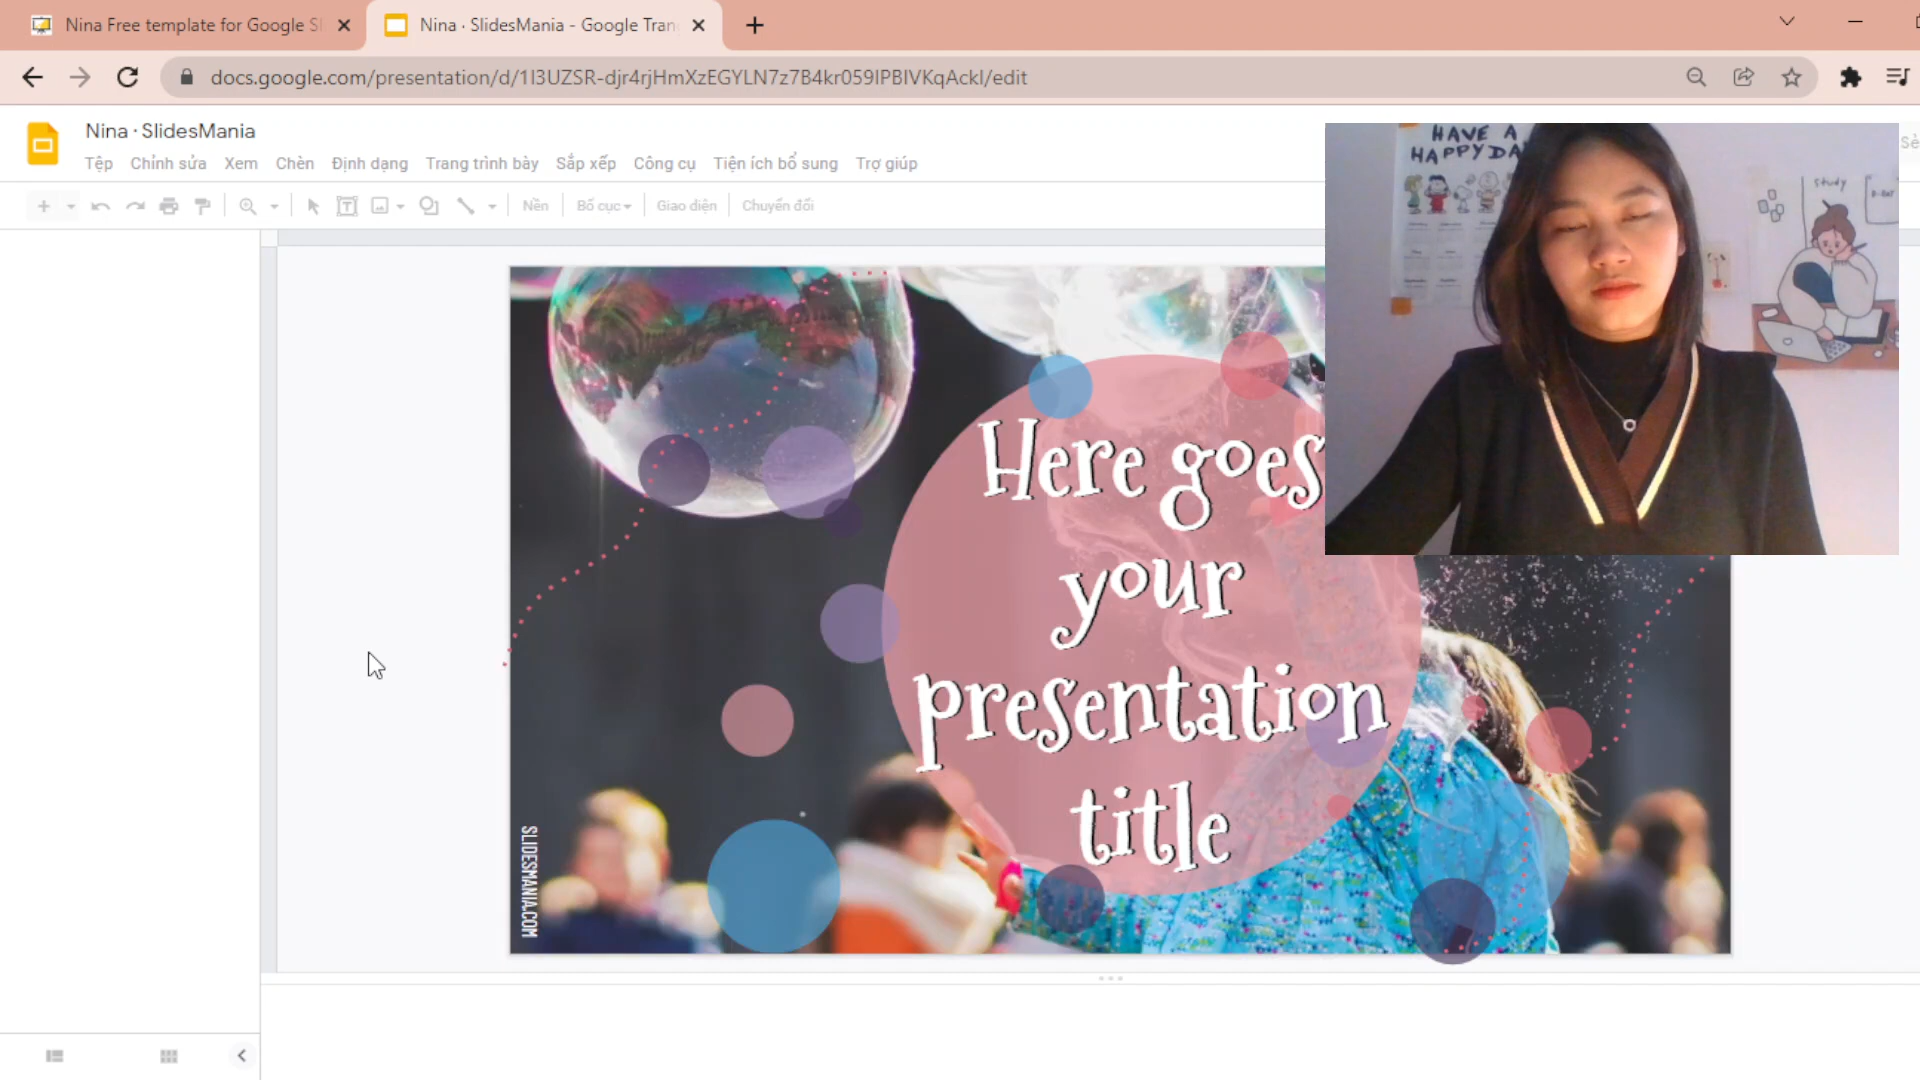 Nina Free template for Google Sl
Nina · SlidesMania - Google Tran
docs.google.com/presentation/d/1I3UZSR-djr4rjHmXzEGYLN7z7B4kr059IPBIVKqAckI/edit
Nina · SlidesMania
Tệp Chỉnh sửa Xem Chèn Định dạng Trang trình bày Sắp xếp Công cụ Tiện ích bổ sung Trợ giúp
Nền Bố cục Giao diện Chuyển đổi
HAVE A
HAPPY DA
study
Here goes
your
presentation
title
SLIDESMANIA.COM